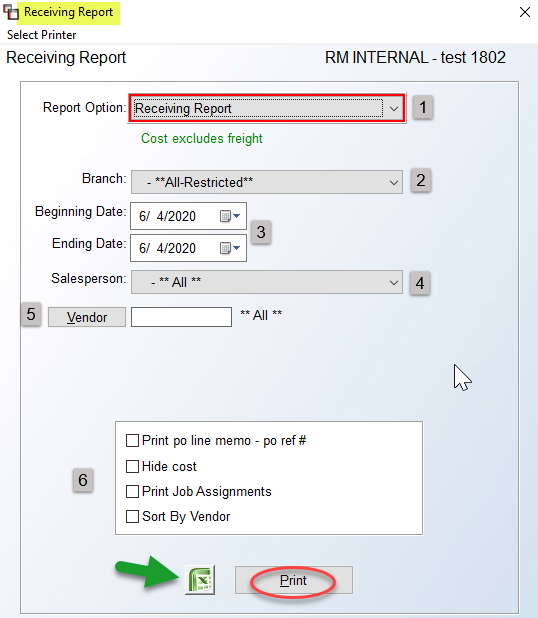 Receiving Report
Select Printer
Receiving Report RM INTERNAL - test 1802
Report Option: Receiving Report 1
Cost excludes freight
Branch: - **All-Restricted** 2
Beginning Date: 6/ 4/2020
3
Ending Date: 6/ 4/2020
Salesperson: - ** All ** 4
5 Vendor ** All **
Print po line memo - po ref #
Hide cost
6
Print Job Assignments
Sort By Vendor
Print